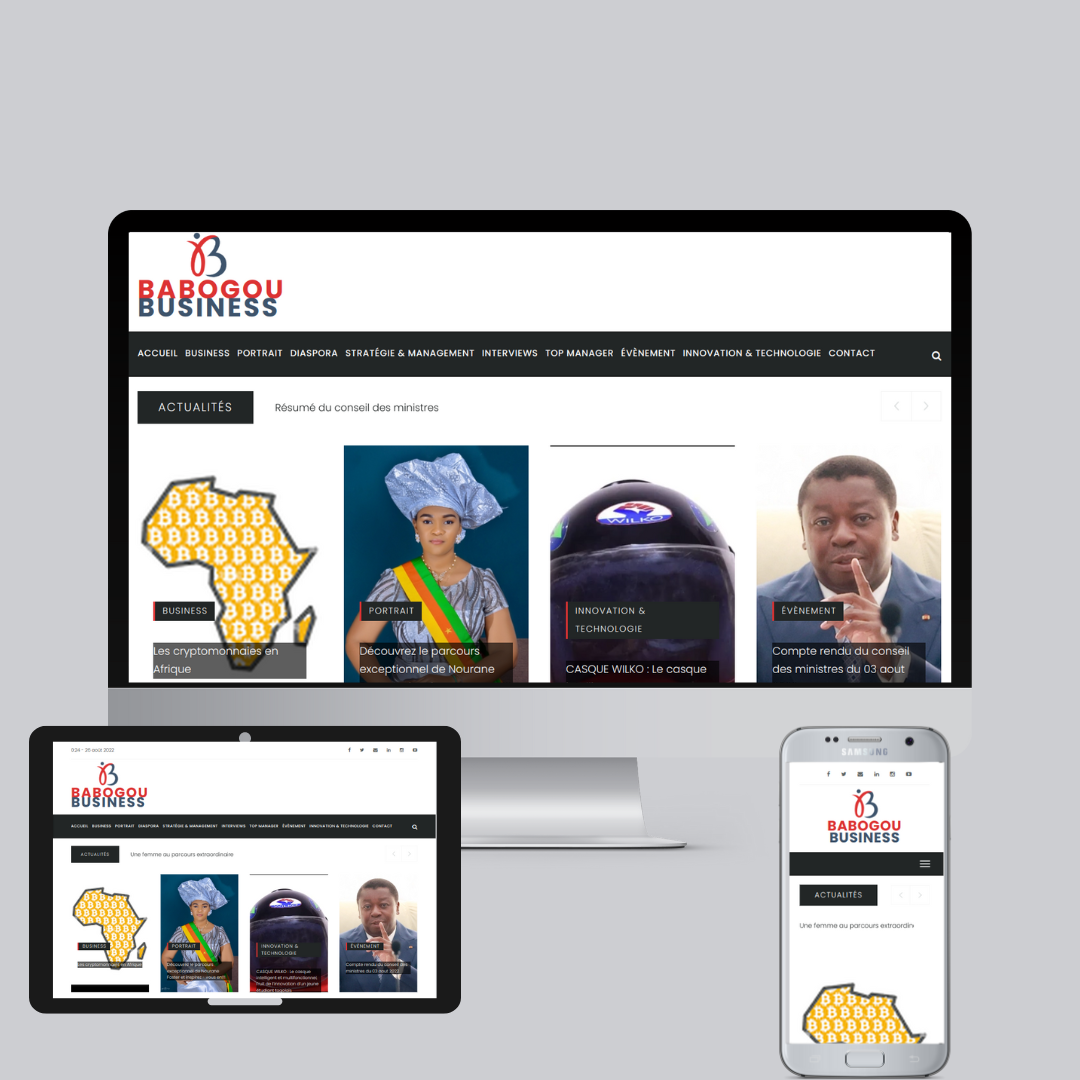 BABOGOU
BUSINESS
ACCUEIL BUSINESS PORTRAIT DIASPORA STRATÉGIE & MANAGEMENT INTERVIEWS TOP MANAGER ÉVÈNEMENT INNOVATION & TECHNOLOGIE CONTACT
ACTUALITÉS
Résumé du conseil des ministres
WILKO
BUSINESS
Les cryptomonnaies en
Afrique
PORTRAIT
Découvrez le parcours
exceptionnel de Nourane
INNOVATION &
TECHNOLOGIE
CASQUE WILKO : Le casque
ÉVÈNEMENT
Compte rendu du conseil
des ministres du 03 aout
BABOGOU
BUSINESS
ACCUEIL BUSINESS PORTRAIT DIASPORA STRATÉGIE & MANAGEMENT INTERVIEWS TOP MANAGER ÉVÈNEMENT INNOVATION & TECHNOLOGIE CONTACT
ACTUALITÉS
Une femme au parcours extraordinaire
BUSINESS
Les cryptomonnaies en Afrique
PORTRAIT
Découvrez le parcours
exceptionnel de Nourane
INNOVATION &
TECHNOLOGIE
CASQUE WILKO : Le casque
intelligent et multifonctionnel,
fruit de l'innovation d'un jeune
étudiant togolais
ÉVÈNEMENT
Compte rendu du conseil des
ministres du 03 aout 2022
SAMSUNG
BABOGOU
BUSINESS
ACTUALITÉS
Une femme au parcours extraordin